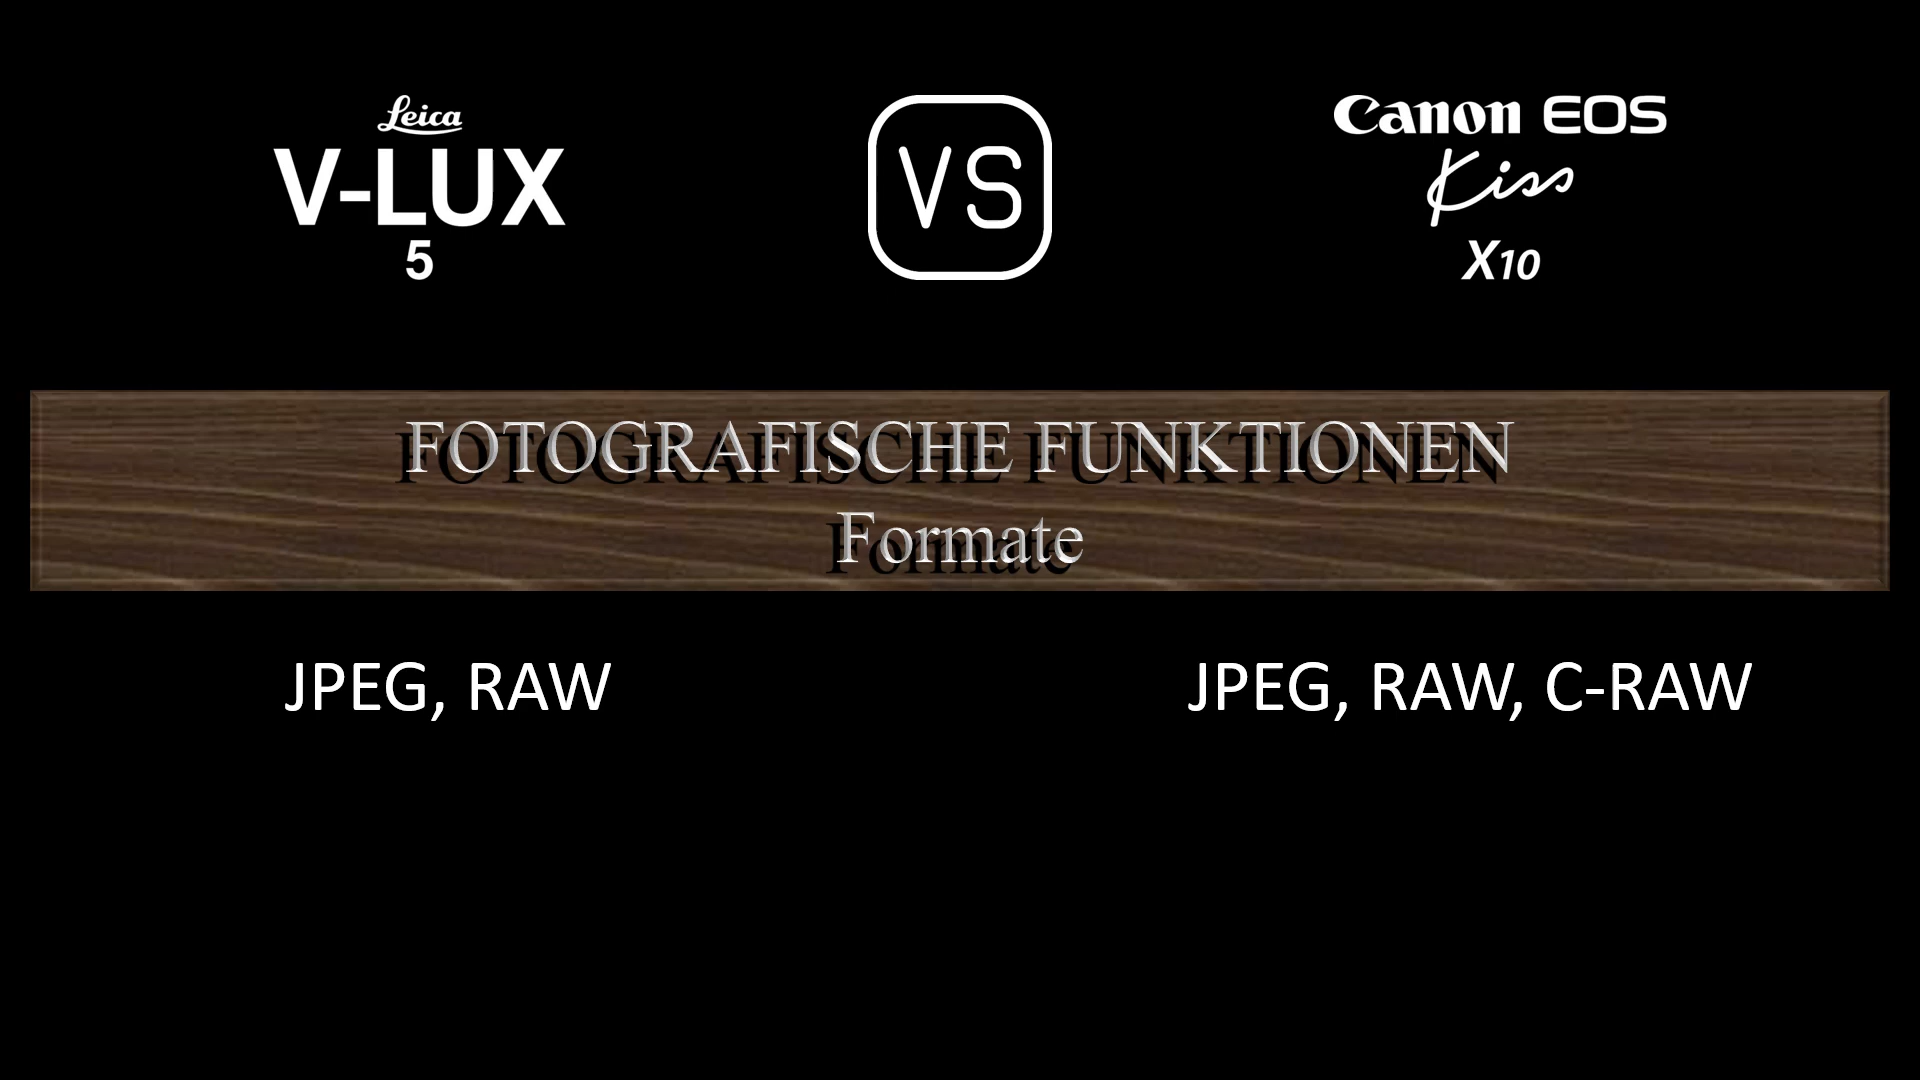 Leica
V-LUX
5
VS
Canon EOS
Kiss
X10
FOTOGRAFISCHE FUNKTIONEN
Formate
JPEG, RAW
JPEG, RAW, C-RAW